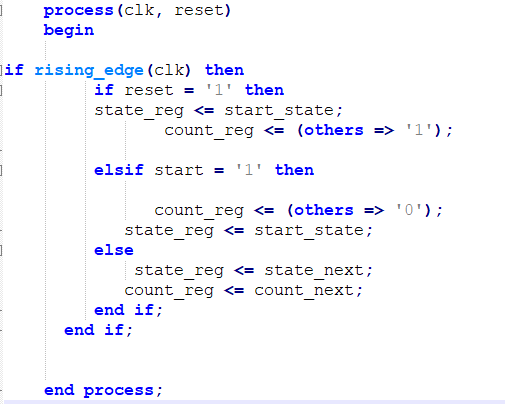 process(clk, reset)
begin
if rising_edge(clk) then
if reset = '1' then
state_reg <= start_state;
count_reg <= (others => '1');
elsif start = '1' then
count_reg <= (others => '0');
state_reg <= start_state;
else
state_reg <= state_next;
count_reg <= count_next;
end if;
end if;
end process;